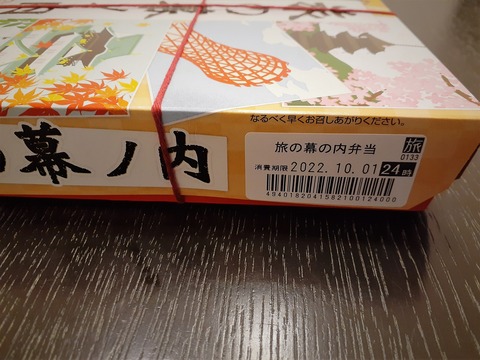 なるべく早くお召しあがりください。
旅の幕の内弁当
旅
0133
消費期限 2022.10.01 24時
4940182041582100124000
の幕ノ内